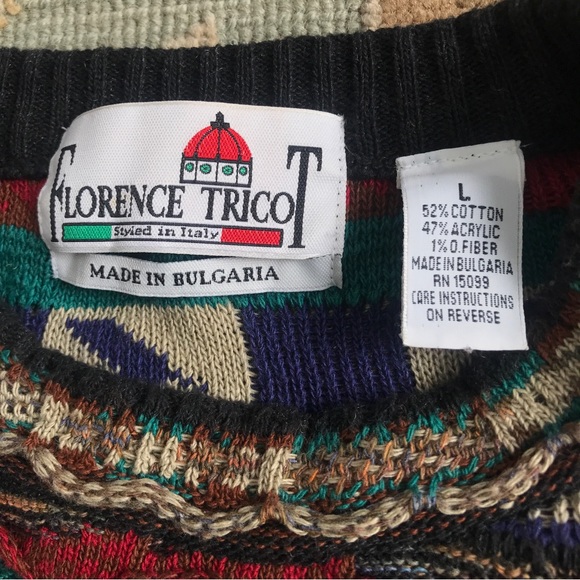 FLORENCE TRICOT
Styled in Italy
MADE IN BULGARIA
L
52% COTTON
47% ACRYLIC
1% O.FIBER
MADE IN BULGARIA
RN 15099
CARE INSTRUCTIONS
ON REVERSE